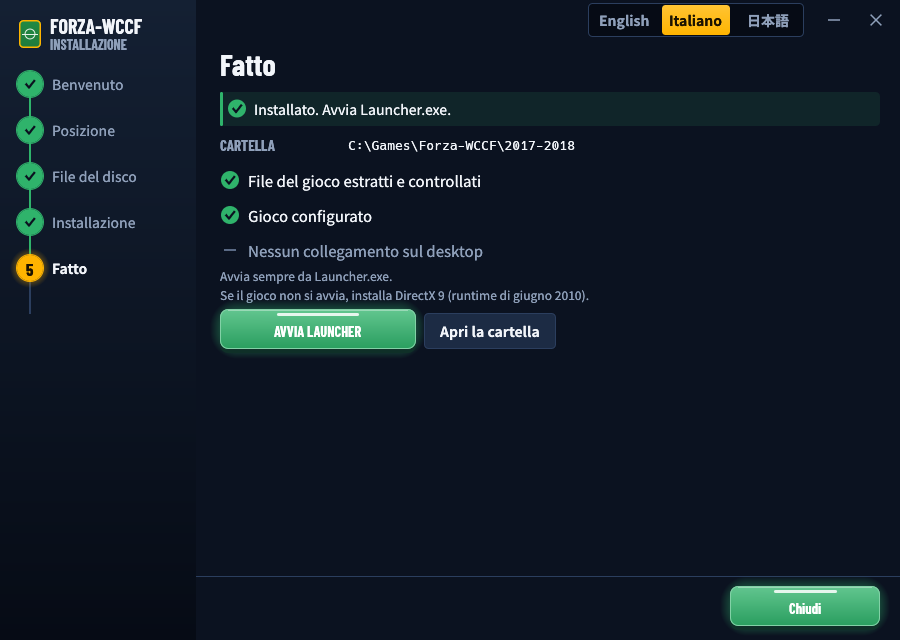 FORZA-WCCF
INSTALLAZIONE
English
Italiano
日本語
Benvenuto
Posizione
File del disco
Installazione
5
Fatto
Fatto
Installato. Avvia Launcher.exe.
CARTELLA
C:\Games\Forza-WCCF\2017-2018
File del gioco estratti e controllati
Gioco configurato
Nessun collegamento sul desktop
Avvia sempre da Launcher.exe.
Se il gioco non si avvia, installa DirectX 9 (runtime di giugno 2010).
AVVIA LAUNCHER
Apri la cartella
Chiudi